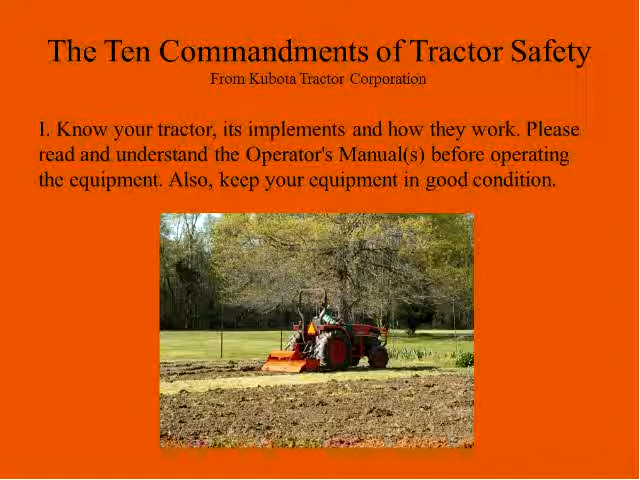 The Ten Commandments of Tractor Safety
From Kubota Tractor Corporation
I. Know your tractor, its implements and how they work. Please
read and understand the Operator's Manual(s) before operating
the equipment. Also, keep your equipment in good condition.